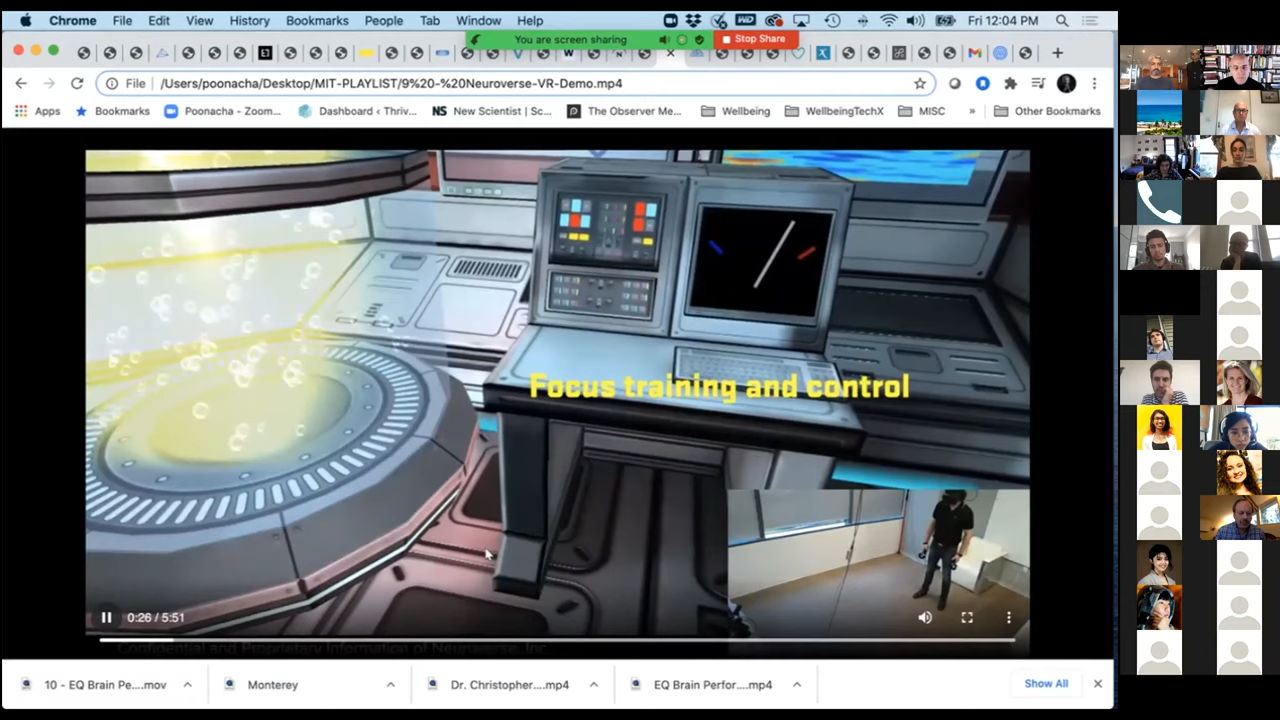 Chrome File Edit View History Bookmarks People Tab Window Help Fri 12:04 PM
You are screen sharing Stop Share
File /Users/poonacha/Desktop/MIT-PLAYLIST/9%20-%20Neuroverse-VR-Demo.mp4
Apps Bookmarks Poonacha - Zoom... Dashboard ‹ Thriv... NS New Scientist | Sc... The Observer Me... Wellbeing WellbeingTechX MISC » Other Bookmarks
Focus training and control
0:26 / 5:51
Confidential and Proprietary Information of Neuroverse, Inc.
10 - EQ Brain Pe....mov Monterey Dr. Christopher....mp4 EQ Brain Perfor....mp4 Show All